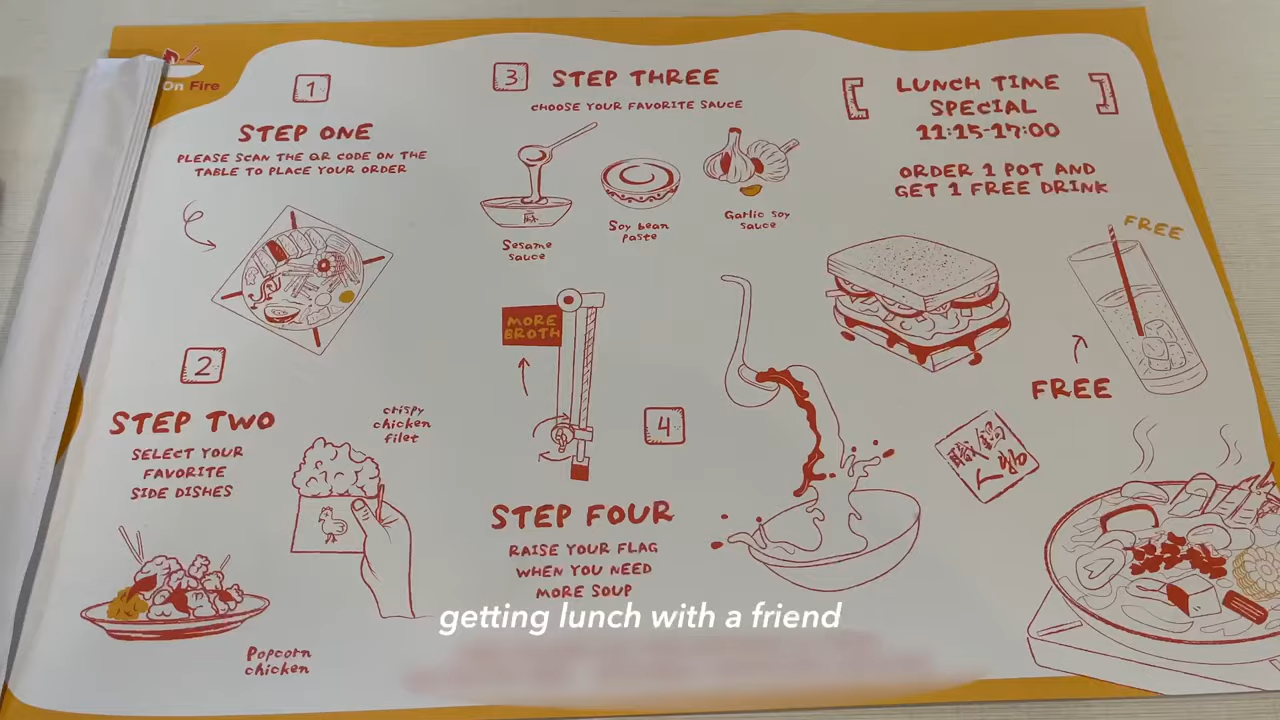 On Fire
1
STEP ONE
PLEASE SCAN THE QR CODE ON THE
TABLE TO PLACE YOUR ORDER
2
STEP TWO
SELECT YOUR
FAVORITE
SIDE DISHES
crispy
chicken
filet
Popcorn
chicken
3
STEP THREE
CHOOSE YOUR FAVORITE SAUCE
Sesame
sauce
Soy bean
paste
Garlic soy
sauce
MORE
BROTH
4
STEP FOUR
RAISE YOUR FLAG
WHEN YOU NEED
MORE SOUP
LUNCH TIME
SPECIAL
11:15-17:00
ORDER 1 POT AND
GET 1 FREE DRINK
FREE
FREE
getting lunch with a friend